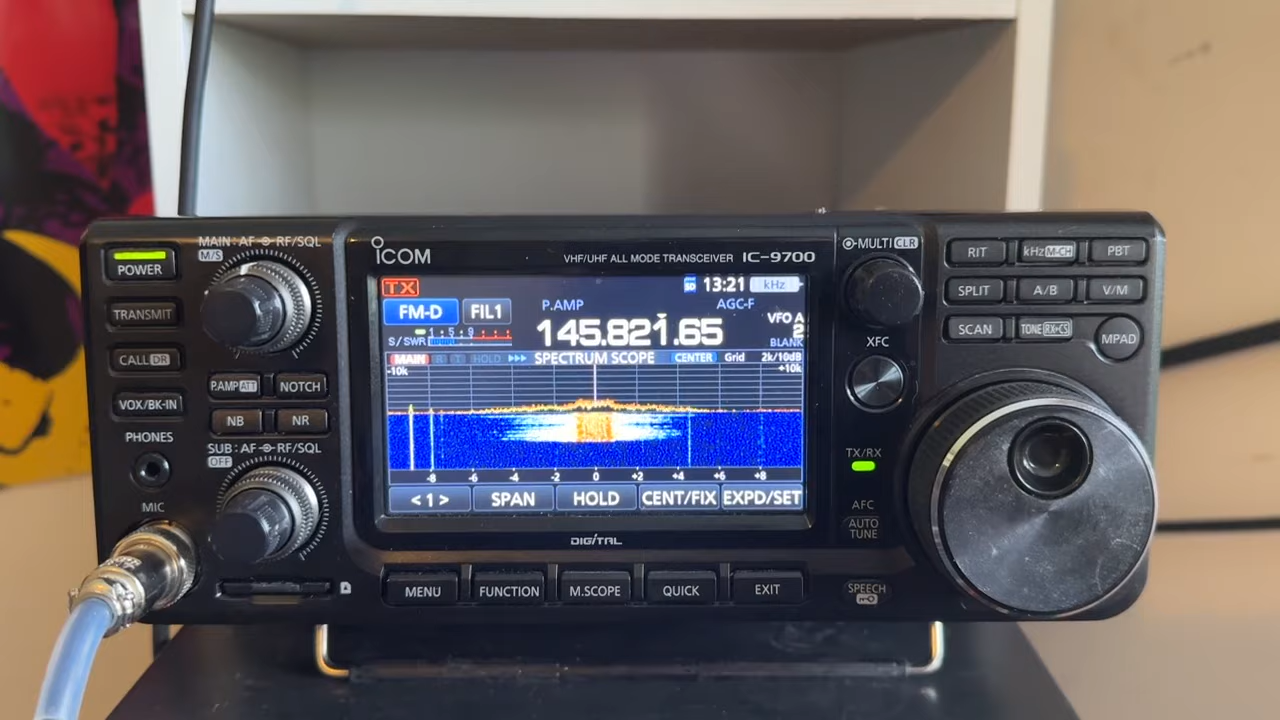 POWER
TRANSMIT
CALL DR
VOX/BK-IN
PHONES
MIC
MAIN: AF RF/SQL
M/S
P.AMP ATT NOTCH
NB NR
SUB: AF RF/SQL
OFF
ICOM
VHF/UHF ALL MODE TRANSCEIVER IC-9700
TX 13:21 kHz
FM-D FIL1 P.AMP AGC-F
1 5 9
S/SWR
145.821.65
VFO A
2
BLANK
MAIN HOLD SPECTRUM SCOPE CENTER Grid 2k/10dB
-10k +10k
-8 -6 -4 -2 0 +2 +4 +6 +8
< 1 > SPAN HOLD CENT/FIX EXPD/SET
DIGITAL
MENU FUNCTION M.SCOPE QUICK EXIT
MULTI CLR
XFC
TX/RX
AFC
AUTO
TUNE
SPEECH
RIT kHz M-CH PBT
SPLIT A/B V/M
SCAN TONE RX→CS MPAD